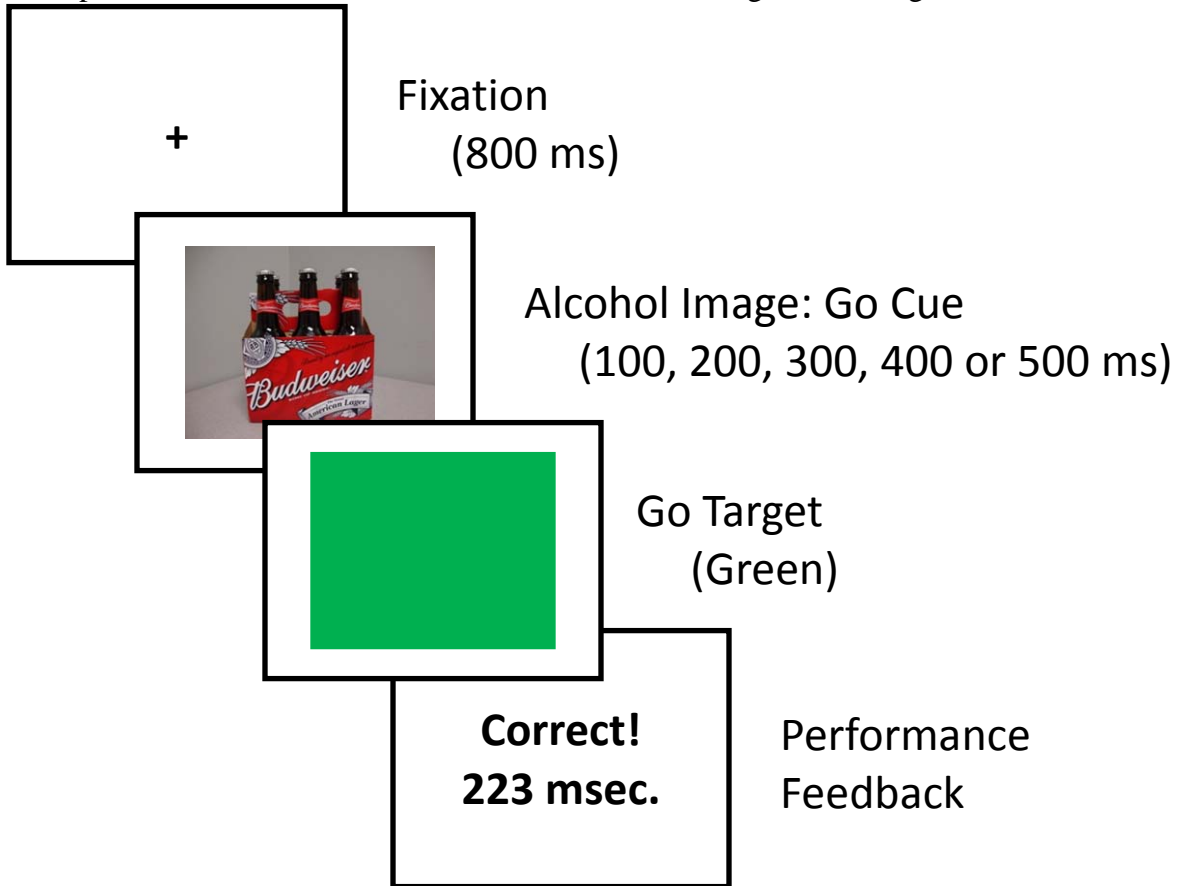 +
Fixation
(800 ms)
Budweiser
American Lager
Alcohol Image: Go Cue
(100, 200, 300, 400 or 500 ms)
Go Target
(Green)
Correct!
223 msec.
Performance
Feedback